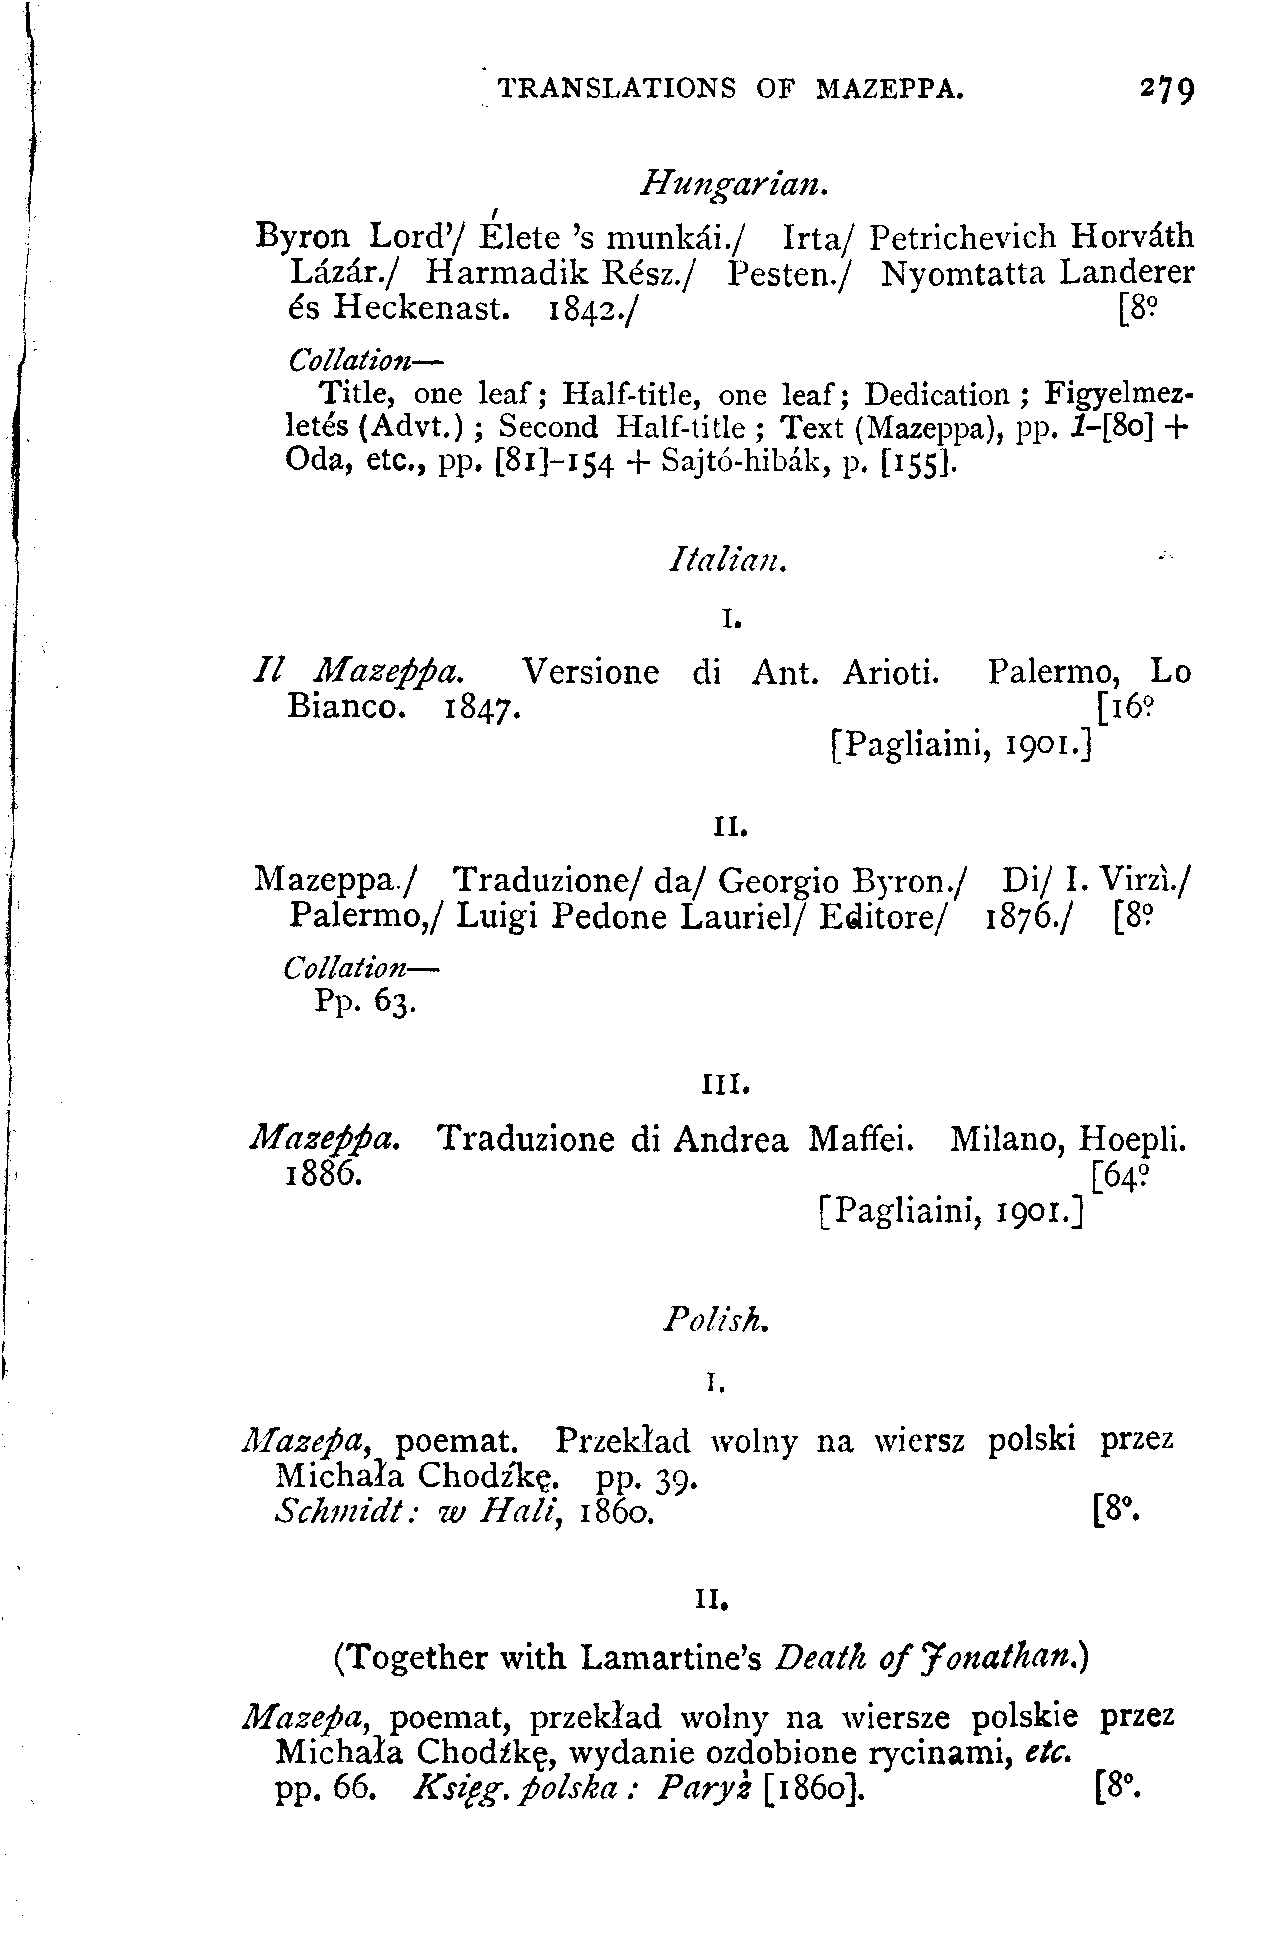 TRANSLATIONS OF MAZEPPA. 279
Hungarian.
Byron Lord'/ Élete 's munkái./ Irta/ Petrichevich Horváth
Lázár./ Harmadik Rész./ Pesten./ Nyomtatta Landerer
és Heckenast. 1842./ [8º
Collation—
Title, one leaf; Half-title, one leaf; Dedication; Figyelmez-
letés (Advt.); Second Half-title; Text (Mazeppa), pp. 1-[80] +
Oda, etc., pp. [81]-154 + Sajtó-hibák, p. [155].
Italian.
I.
Il Mazeppa. Versione di Ant. Arioti. Palermo, Lo
Bianco. 1847. [16º
[Pagliaini, 1901.]
II.
Mazeppa./ Traduzione/ da/ Georgio Byron./ Di/ I. Virzì./
Palermo,/ Luigi Pedone Lauriel/ Editore/ 1876./ [8º
Collation—
Pp. 63.
III.
Mazeppa. Traduzione di Andrea Maffei. Milano, Hoepli.
1886. [64º
[Pagliaini, 1901.]
Polish.
I.
Mazepa, poemat. Przekład wolny na wiersz polski przez
Michała Chodźkę. pp. 39.
Schmidt: w Hali, 1860. [8º.
II.
(Together with Lamartine's Death of Jonathan.)
Mazepa, poemat, przekład wolny na wiersze polskie przez
Michała Chodźkę, wydanie ozdobione rycinami, etc.
pp. 66. Księg. polska: Paryż [1860]. [8º.